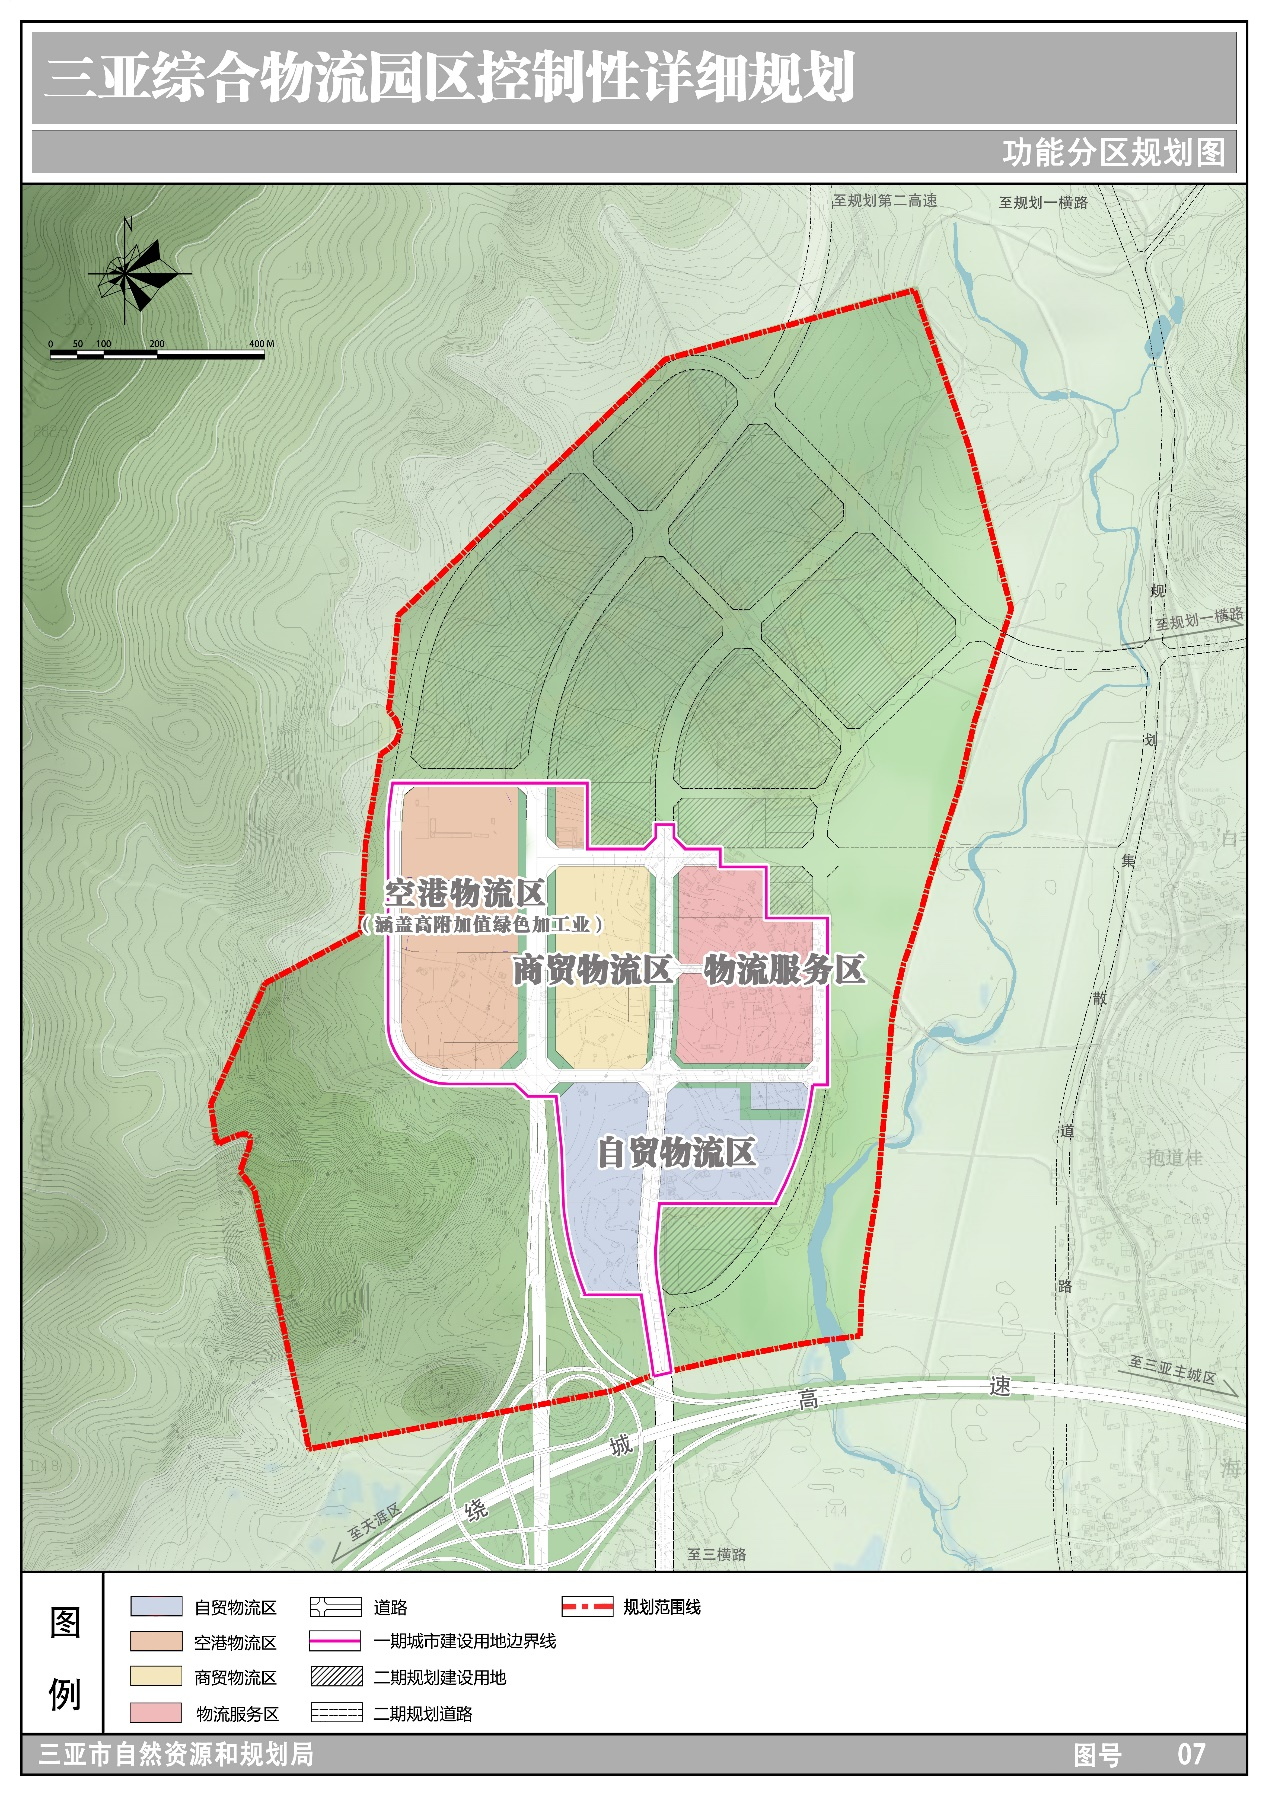 三亚综合物流园区控制性详细规划
功能分区规划图
至规划第二高速
至规划一横路
N
0 50 100 200 400 M
规
至规划一横路
划
集
空港物流区
(涵盖高附加值绿色加工业)
商贸物流区
物流服务区
散
道
自贸物流区
抱道桂
路
至三亚主城区
绕城高速
海
至天涯区
至三横路
图例
自贸物流区
道路
规划范围线
空港物流区
一期城市建设用地边界线
商贸物流区
二期规划建设用地
物流服务区
二期规划道路
三亚市自然资源和规划局
图号 07